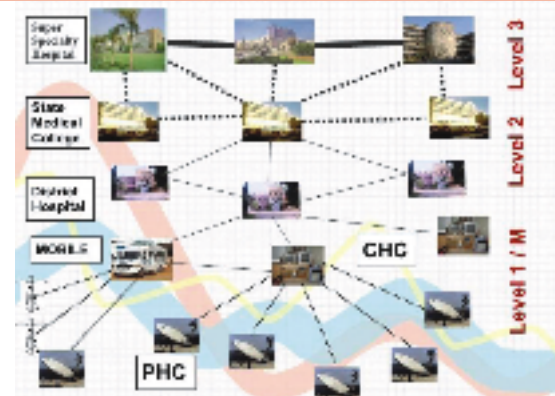 Super
Specialty
Hospital
Level 3
State
Medical
College
Level 2
District
Hospital
MOBILE
CHC
Level 1 / M
PHC